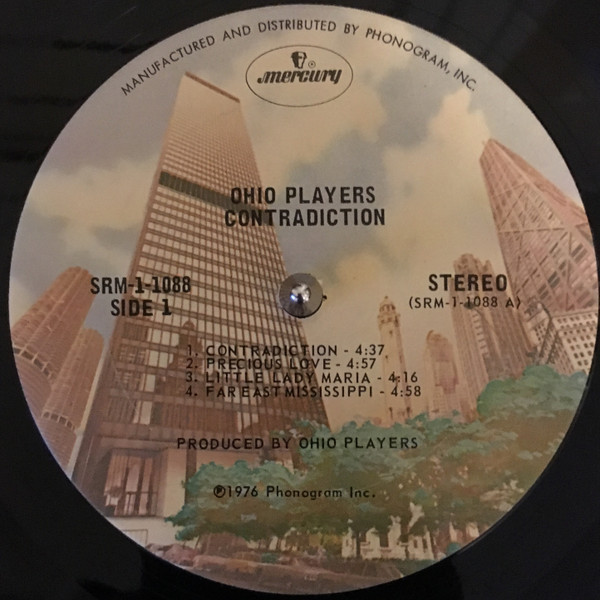 MANUFACTURED AND DISTRIBUTED BY PHONOGRAM, INC.
mercury®
OHIO PLAYERS
CONTRADICTION
SRM-1-1088
SIDE 1
STEREO
(SRM-1-1088 A)
1. CONTRADICTION - 4:37
2. PRECIOUS LOVE - 4:57
3. LITTLE LADY MARIA - 4:16
4. FAR EAST MISSISSIPPI - 4:58
PRODUCED BY OHIO PLAYERS
℗1976 Phonogram Inc.